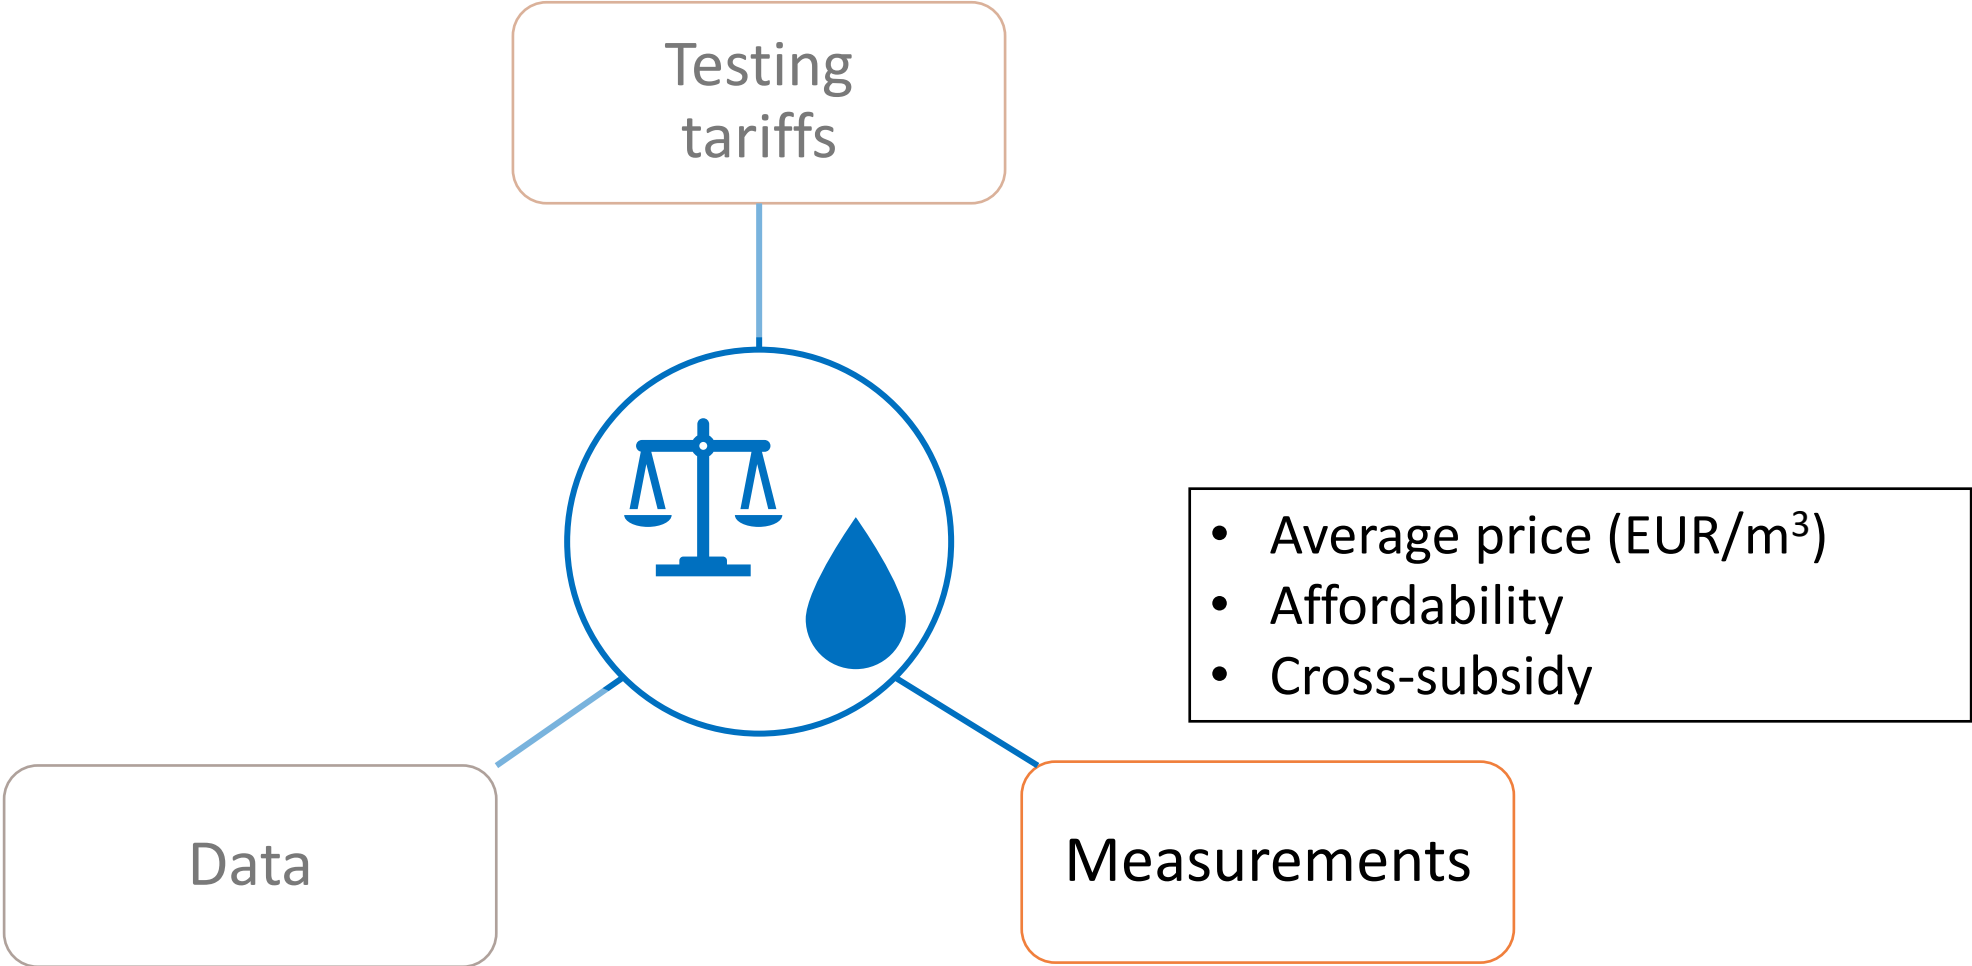 Testing
tariffs
• Average price (EUR/m³)
• Affordability
• Cross-subsidy
Data
Measurements